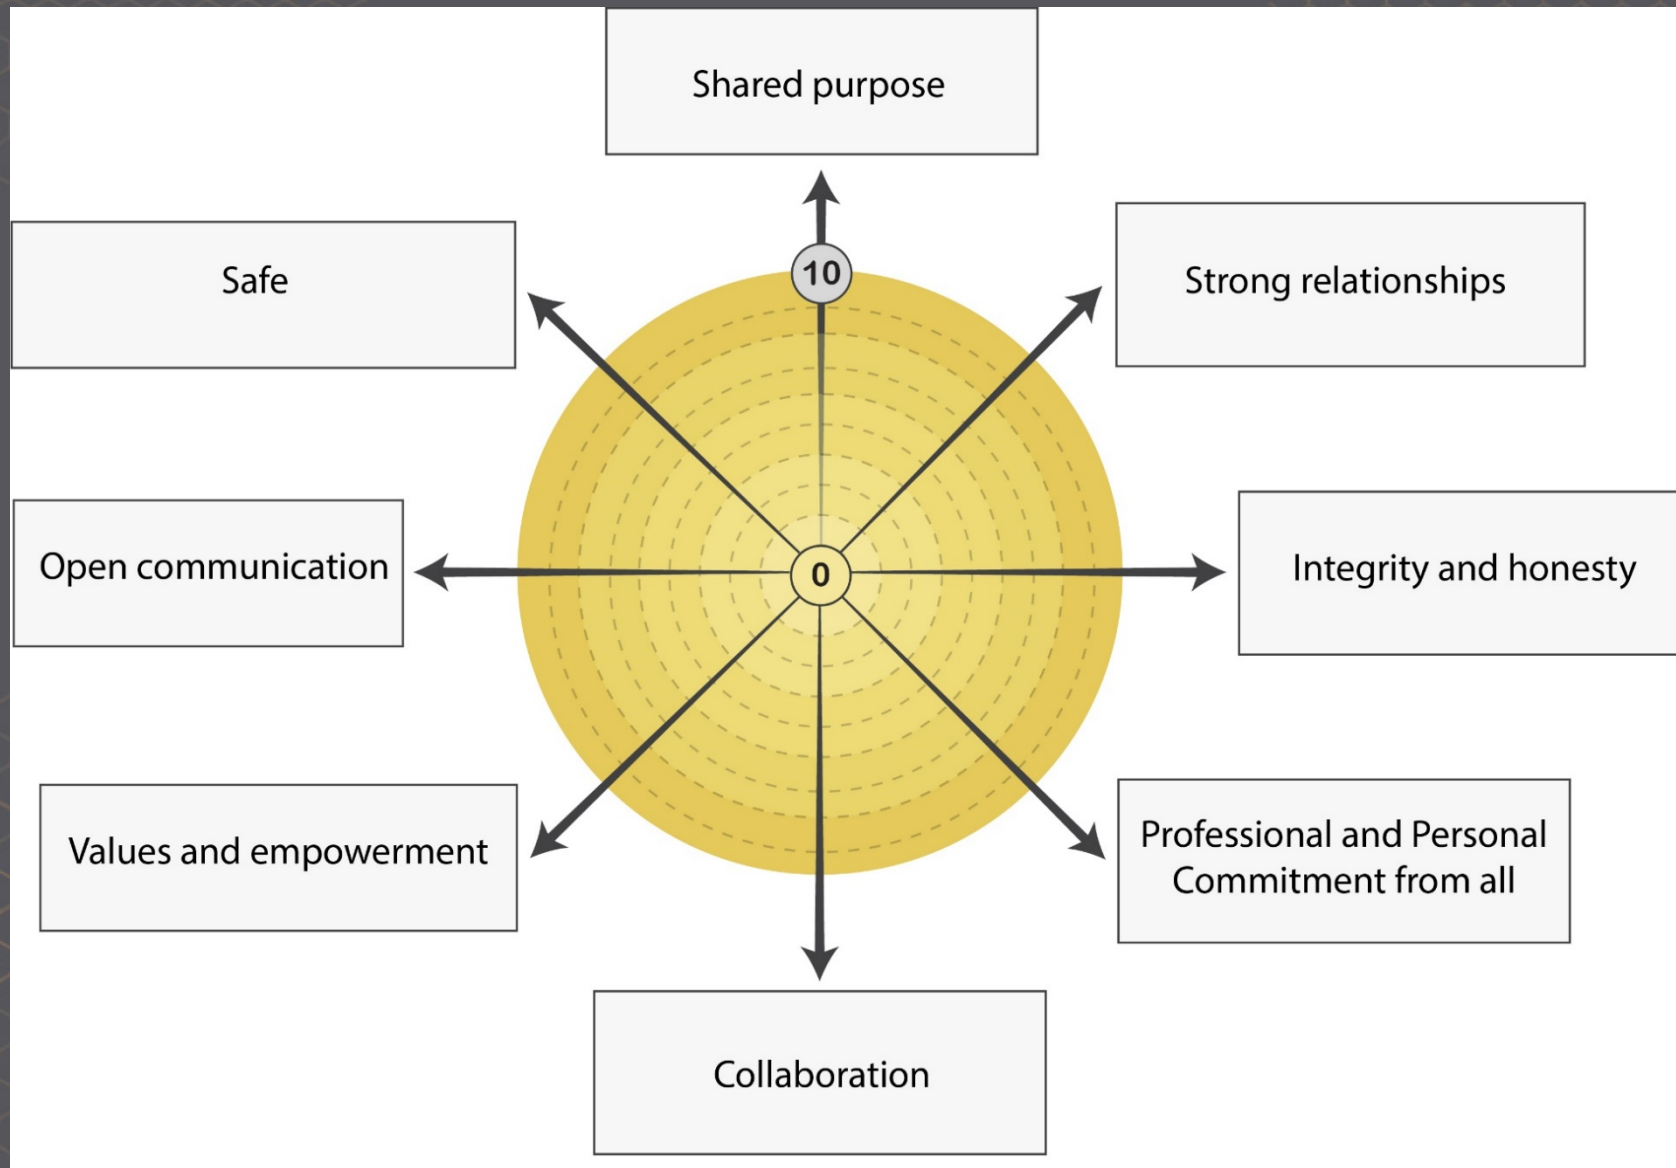 Shared purpose
Safe
10
Strong relationships
Open communication
0
Integrity and honesty
Values and empowerment
Professional and Personal
Commitment from all
Collaboration